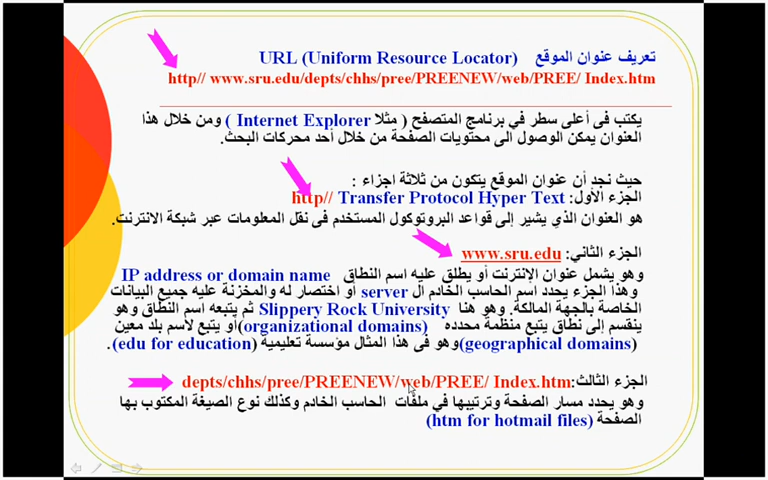 تعريف عنوان الموقع URL (Uniform Resource Locator)
http// www.sru.edu/depts/chhs/pree/PREENEW/web/PREE/ Index.htm
يكتب فى أعلى سطر في برنامج المتصفح ( مثلا Internet Explorer ) ومن خلال هذا
العنوان يمكن الوصول الى محتويات الصفحة من خلال أحد محركات البحث.
حيث نجد أن عنوان الموقع يتكون من ثلاثة اجزاء :
الجزء الأول: http// Transfer Protocol Hyper Text
هو العنوان الذي يشير إلى قواعد البروتوكول المستخدم فى نقل المعلومات عبر شبكة الانترنت.
الجزء الثاني: www.sru.edu
وهو يشمل عنوان الإنترنت أو يطلق عليه اسم النطاق IP address or domain name
وهذا الجزء يحدد اسم الحاسب الخادم ال server أو اختصار له والمخزنة عليه جميع البيانات
الخاصة بالجهة المالكة. وهو هنا Slippery Rock University ثم يتبعه اسم النطاق وهو
ينقسم إلى نطاق يتبع منظمة محدده (organizational domains) أو يتبع لأسم بلد معين
(geographical domains) وهو فى هذا المثال مؤسسة تعليمية (edu for education).
الجزء الثالث: depts/chhs/pree/PREENEW/web/PREE/ Index.htm
وهو يحدد مسار الصفحة وترتيبها في ملفات الحاسب الخادم وكذلك نوع الصيغة المكتوب بها
الصفحة (htm for hotmail files)